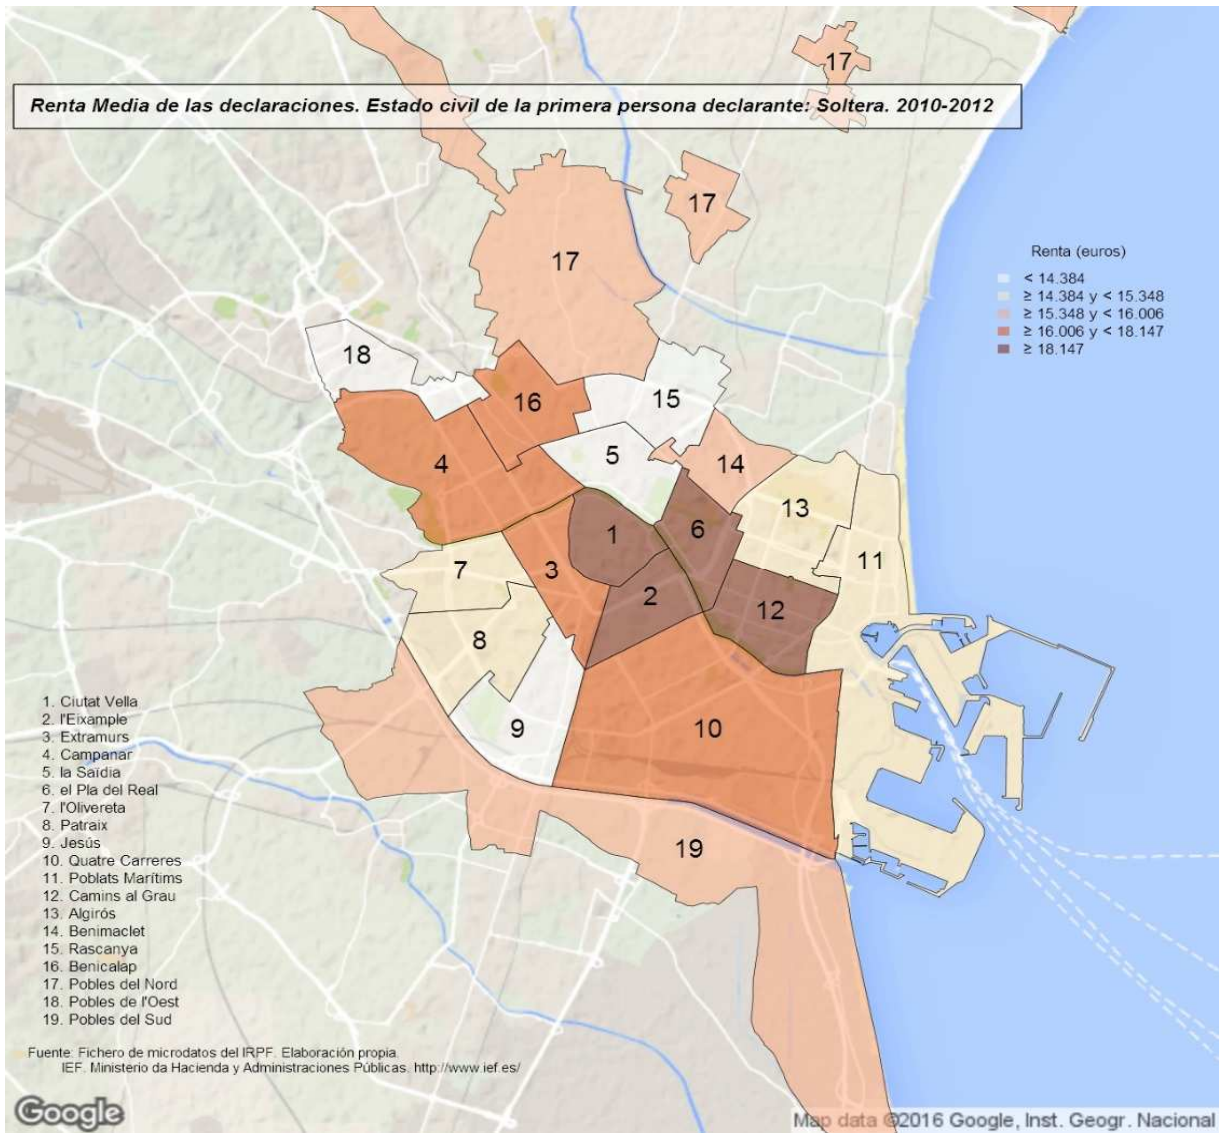 Renta Media de las declaraciones. Estado civil de la primera persona declarante: Soltera. 2010-2012
17
17
17
Renta (euros)
< 14.384
≥ 14.384 y < 15.348
≥ 15.348 y < 16.006
≥ 16.006 y < 18.147
≥ 18.147
18
16
15
4
5
14
13
1
6
11
7
3
2
12
8
9
10
19
1. Ciutat Vella
2. l'Eixample
3. Extramurs
4. Campanar
5. la Saïdia
6. el Pla del Real
7. l'Olivereta
8. Patraix
9. Jesús
10. Quatre Carreres
11. Poblats Marítims
12. Camins al Grau
13. Algirós
14. Benimaclet
15. Rascanya
16. Benicalap
17. Pobles del Nord
18. Pobles de l'Oest
19. Pobles del Sud
Fuente: Fichero de microdatos del IRPF. Elaboración propia.
IEF. Ministerio da Hacienda y Administraciones Públicas. http://www.ief.es/
Google
Map data ©2016 Google, Inst. Geogr. Nacional